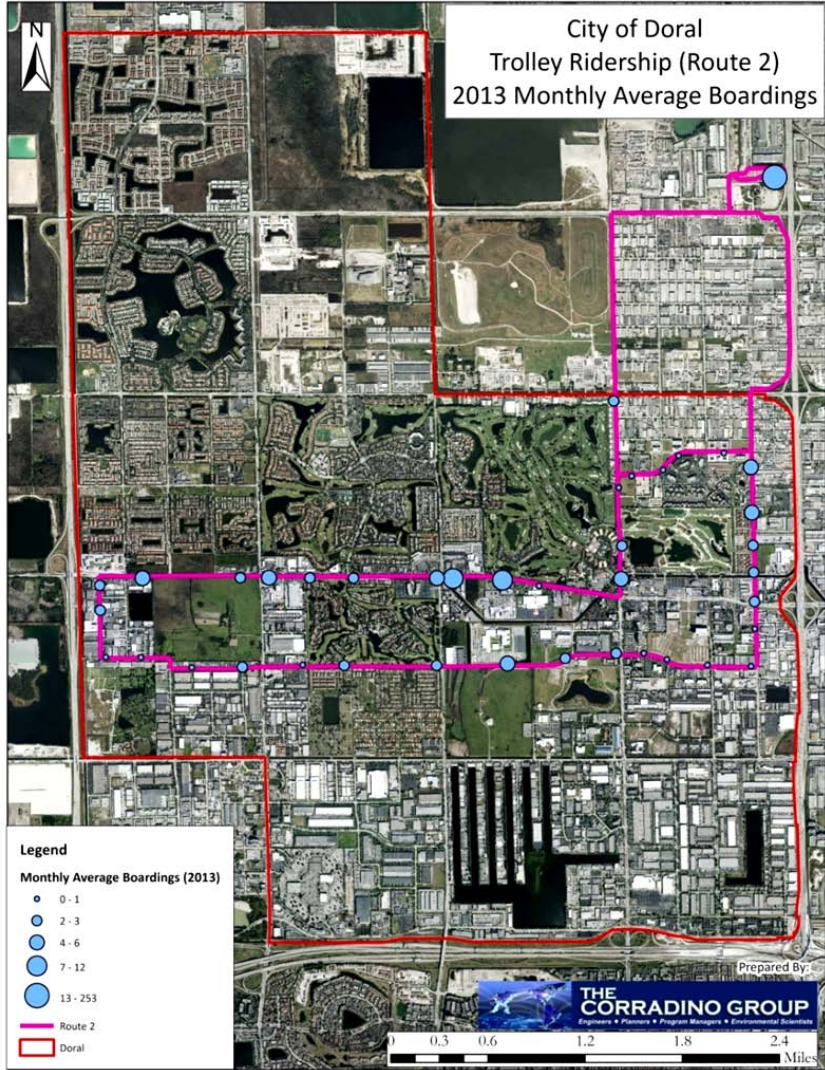 N
City of Doral
Trolley Ridership (Route 2)
2013 Monthly Average Boardings
Legend
Monthly Average Boardings (2013)
0 - 1
2 - 3
4 - 6
7 - 12
13 - 253
Route 2
Doral
Prepared By:
THE
CORRADINO GROUP
Engineers • Planners • Program Managers • Environmental Scientists
0 0.3 0.6 1.2 1.8 2.4
Miles